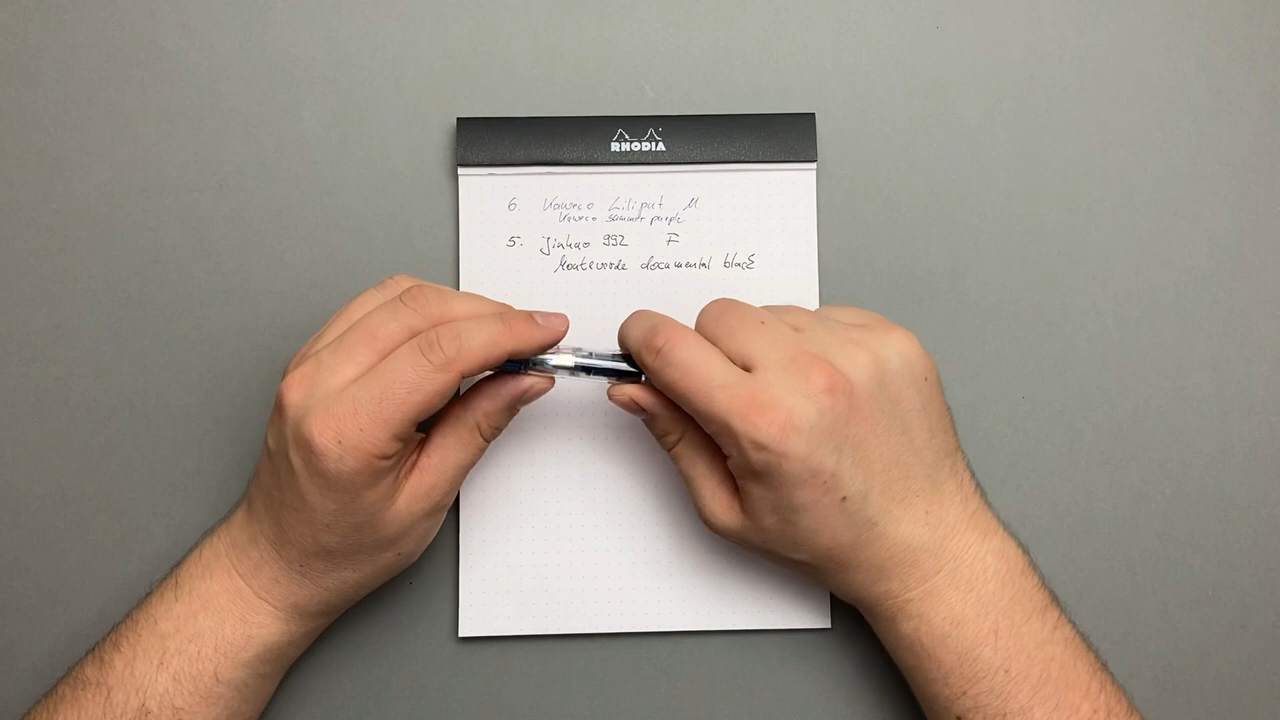 RHODIA
6. Kaweco Liliput M
Kaweco summer purple
5. Jinhao 992 F
Monteverde documental black